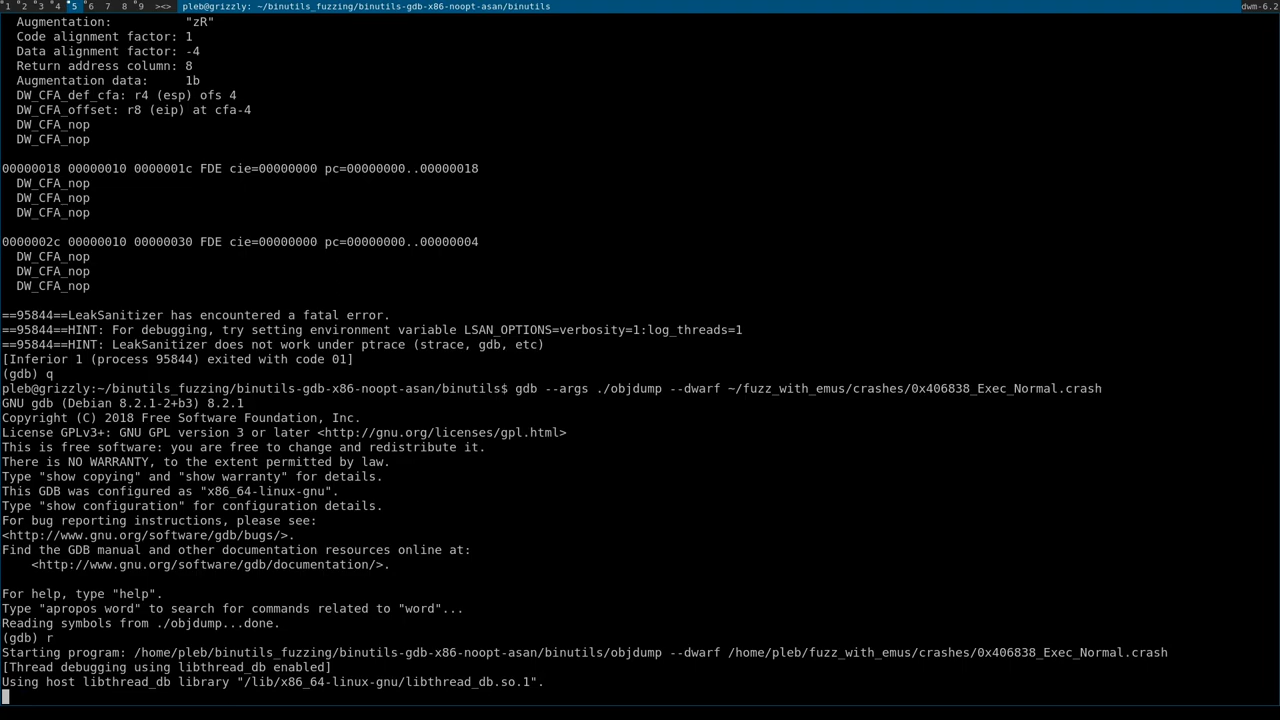 1 2 3 4 5 6 7 8 9 ><> pleb@grizzly: ~/binutils_fuzzing/binutils-gdb-x86-noopt-asan/binutils dwm-6.2
Augmentation: "zR"
Code alignment factor: 1
Data alignment factor: -4
Return address column: 8
Augmentation data: 1b
DW_CFA_def_cfa: r4 (esp) ofs 4
DW_CFA_offset: r8 (eip) at cfa-4
DW_CFA_nop
DW_CFA_nop
00000018 00000010 0000001c FDE cie=00000000 pc=00000000..00000018
DW_CFA_nop
DW_CFA_nop
DW_CFA_nop
0000002c 00000010 00000030 FDE cie=00000000 pc=00000000..00000004
DW_CFA_nop
DW_CFA_nop
DW_CFA_nop
==95844==LeakSanitizer has encountered a fatal error.
==95844==HINT: For debugging, try setting environment variable LSAN_OPTIONS=verbosity=1:log_threads=1
==95844==HINT: LeakSanitizer does not work under ptrace (strace, gdb, etc)
[Inferior 1 (process 95844) exited with code 01]
(gdb) q
pleb@grizzly:~/binutils_fuzzing/binutils-gdb-x86-noopt-asan/binutils$ gdb --args ./objdump --dwarf ~/fuzz_with_emus/crashes/0x406838_Exec_Normal.crash
GNU gdb (Debian 8.2.1-2+b3) 8.2.1
Copyright (C) 2018 Free Software Foundation, Inc.
License GPLv3+: GNU GPL version 3 or later <http://gnu.org/licenses/gpl.html>
This is free software: you are free to change and redistribute it.
There is NO WARRANTY, to the extent permitted by law.
Type "show copying" and "show warranty" for details.
This GDB was configured as "x86_64-linux-gnu".
Type "show configuration" for configuration details.
For bug reporting instructions, please see:
<http://www.gnu.org/software/gdb/bugs/>.
Find the GDB manual and other documentation resources online at:
<http://www.gnu.org/software/gdb/documentation/>.
For help, type "help".
Type "apropos word" to search for commands related to "word"...
Reading symbols from ./objdump...done.
(gdb) r
Starting program: /home/pleb/binutils_fuzzing/binutils-gdb-x86-noopt-asan/binutils/objdump --dwarf /home/pleb/fuzz_with_emus/crashes/0x406838_Exec_Normal.crash
[Thread debugging using libthread_db enabled]
Using host libthread_db library "/lib/x86_64-linux-gnu/libthread_db.so.1".